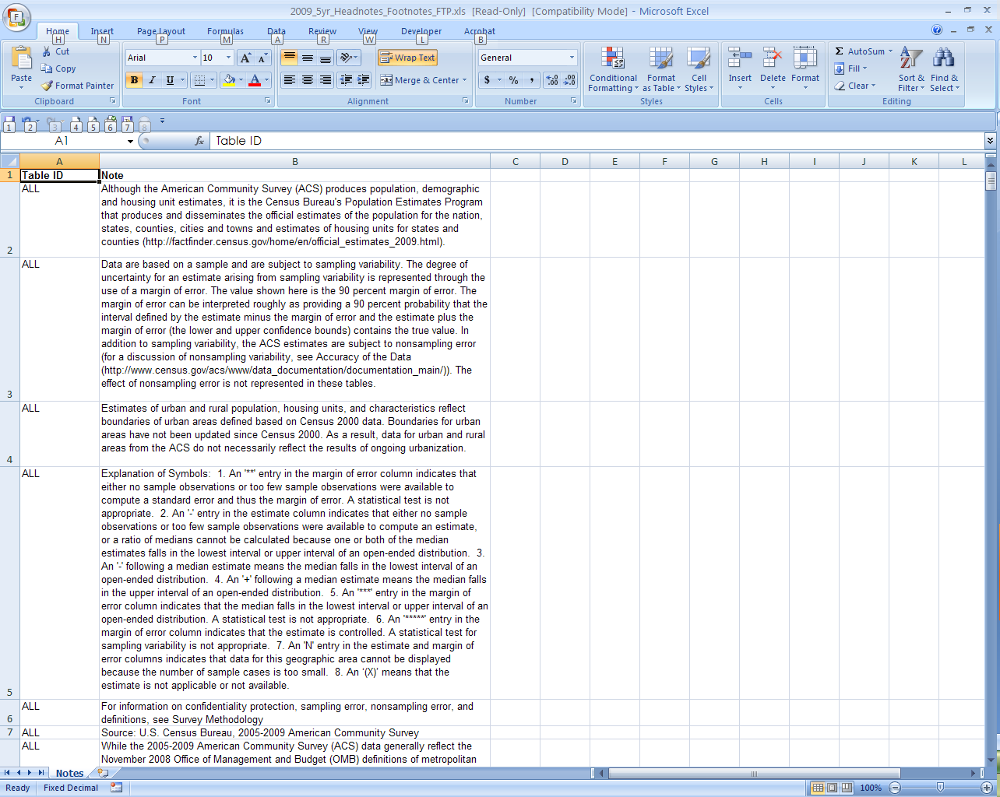 2009_5yr_Headnotes_Footnotes_FTP.xls [Read-Only] [Compatibility Mode] - Microsoft Excel
F
Home Insert Page Layout Formulas Data Review View Developer Acrobat
H N P M A R W L B
Paste
Cut
Copy
Format Painter
Clipboard
Arial 10
B I U
Font
Wrap Text
Merge & Center
Alignment
General
$ % ,
Number
Conditional Formatting
Format as Table
Cell Styles
Styles
Insert Delete Format
Cells
Σ AutoSum
Fill
Clear
Sort & Filter
Find & Select
Editing
1 2 3 4 5 6 7 8
A1 fx Table ID
A B C D E F G H I J K L
1 Table ID Note
ALL Although the American Community Survey (ACS) produces population, demographic
and housing unit estimates, it is the Census Bureau's Population Estimates Program
that produces and disseminates the official estimates of the population for the nation,
states, counties, cities and towns and estimates of housing units for states and
counties (http://factfinder.census.gov/home/en/official_estimates_2009.html).
2
ALL Data are based on a sample and are subject to sampling variability. The degree of
uncertainty for an estimate arising from sampling variability is represented through the
use of a margin of error. The value shown here is the 90 percent margin of error. The
margin of error can be interpreted roughly as providing a 90 percent probability that the
interval defined by the estimate minus the margin of error and the estimate plus the
margin of error (the lower and upper confidence bounds) contains the true value. In
addition to sampling variability, the ACS estimates are subject to nonsampling error
(for a discussion of nonsampling variability, see Accuracy of the Data
(http://www.census.gov/acs/www/data_documentation/documentation_main/)). The
effect of nonsampling error is not represented in these tables.
3
ALL Estimates of urban and rural population, housing units, and characteristics reflect
boundaries of urban areas defined based on Census 2000 data. Boundaries for urban
areas have not been updated since Census 2000. As a result, data for urban and rural
areas from the ACS do not necessarily reflect the results of ongoing urbanization.
4
ALL Explanation of Symbols:  1. An '**' entry in the margin of error column indicates that
either no sample observations or too few sample observations were available to
compute a standard error and thus the margin of error. A statistical test is not
appropriate.  2. An '-' entry in the estimate column indicates that either no sample
observations or too few sample observations were available to compute an estimate,
or a ratio of medians cannot be calculated because one or both of the median
estimates falls in the lowest interval or upper interval of an open-ended distribution.  3.
An '-' following a median estimate means the median falls in the lowest interval of an
open-ended distribution.  4. An '+' following a median estimate means the median falls
in the upper interval of an open-ended distribution.  5. An '***' entry in the margin of
error column indicates that the median falls in the lowest interval or upper interval of an
open-ended distribution. A statistical test is not appropriate.  6. An '*****' entry in the
margin of error column indicates that the estimate is controlled. A statistical test for
sampling variability is not appropriate.  7. An 'N' entry in the estimate and margin of
error columns indicates that data for this geographic area cannot be displayed
because the number of sample cases is too small.  8. An ‘(X)’ means that the
estimate is not applicable or not available.
5
ALL For information on confidentiality protection, sampling error, nonsampling error, and
6 definitions, see Survey Methodology
7 ALL Source: U.S. Census Bureau, 2005-2009 American Community Survey
ALL While the 2005-2009 American Community Survey (ACS) data generally reflect the
November 2008 Office of Management and Budget (OMB) definitions of metropolitan
Notes
Ready Fixed Decimal 100%